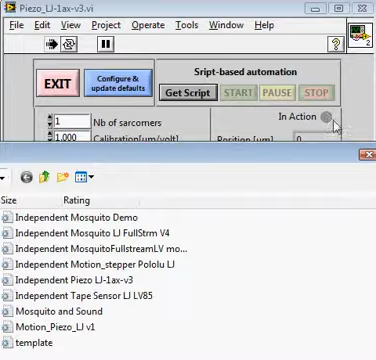 Piezo_LJ-1ax-v3.vi
File Edit View Project Operate Tools Window Help
?
2
EXIT
Configure & update defaults
Sript-based automation
Get Script START PAUSE STOP
1 Nb of sarcomers
In Action
1.000 Calibration[um/volt]
Position [um] 0
Size Rating
Independent Mosquito Demo
Independent Mosquito LJ FullStrm V4
Independent MosquitoFullstreamLV mo...
Independent Motion_stepper Pololu LJ
Independent Piezo LJ-1ax-v3
Independent Tape Sensor LJ LV85
Mosquito and Sound
Motion_Piezo_LJ v1
template